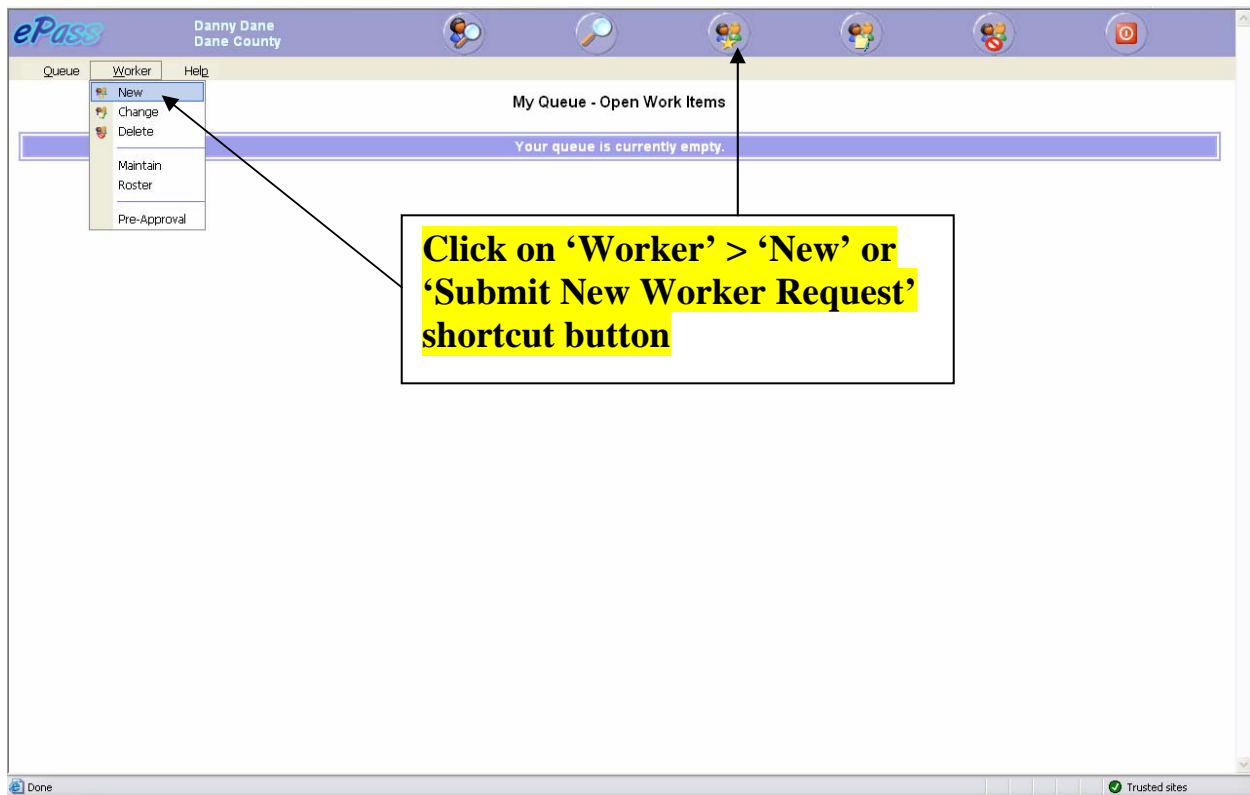 ePass
Danny Dane
Dane County
Queue Worker Help
New
Change
Delete
Maintain
Roster
Pre-Approval
My Queue - Open Work Items
Your queue is currently empty.
Click on ‘Worker’ > ‘New’ or
‘Submit New Worker Request’
shortcut button
Done
Trusted sites